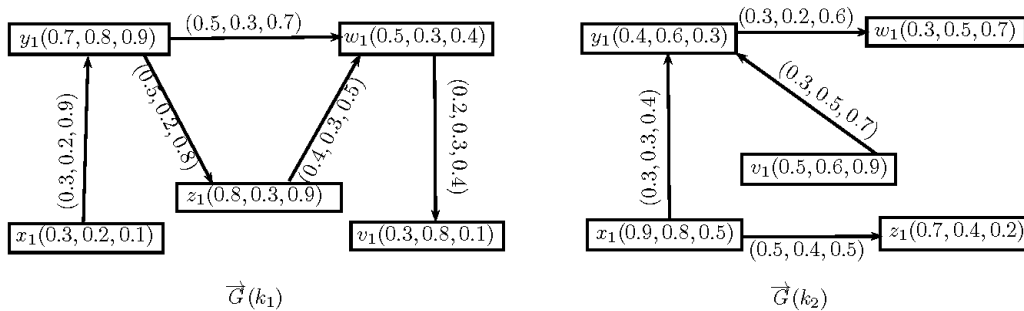 (0.5, 0.3, 0.7)
y₁(0.7, 0.8, 0.9)
w₁(0.5, 0.3, 0.4)
(0.3, 0.2, 0.9)
(0.5, 0.2, 0.8)
(0.4, 0.3, 0.5)
(0.2, 0.3, 0.4)
z₁(0.8, 0.3, 0.9)
x₁(0.3, 0.2, 0.1)
v₁(0.3, 0.8, 0.1)
G⃗(k₁)
(0.3, 0.2, 0.6)
y₁(0.4, 0.6, 0.3)
w₁(0.3, 0.5, 0.7)
(0.3, 0.3, 0.4)
(0.3, 0.5, 0.7)
v₁(0.5, 0.6, 0.9)
x₁(0.9, 0.8, 0.5)
z₁(0.7, 0.4, 0.2)
(0.5, 0.4, 0.5)
G⃗(k₂)